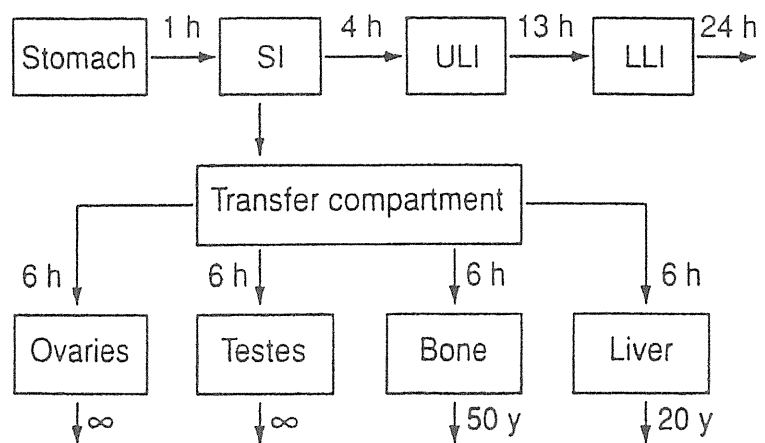 1 h 4 h 13 h 24 h
Stomach SI ULI LLI
Transfer compartment
6 h 6 h 6 h 6 h
Ovaries Testes Bone Liver
∞ ∞ 50 y 20 y